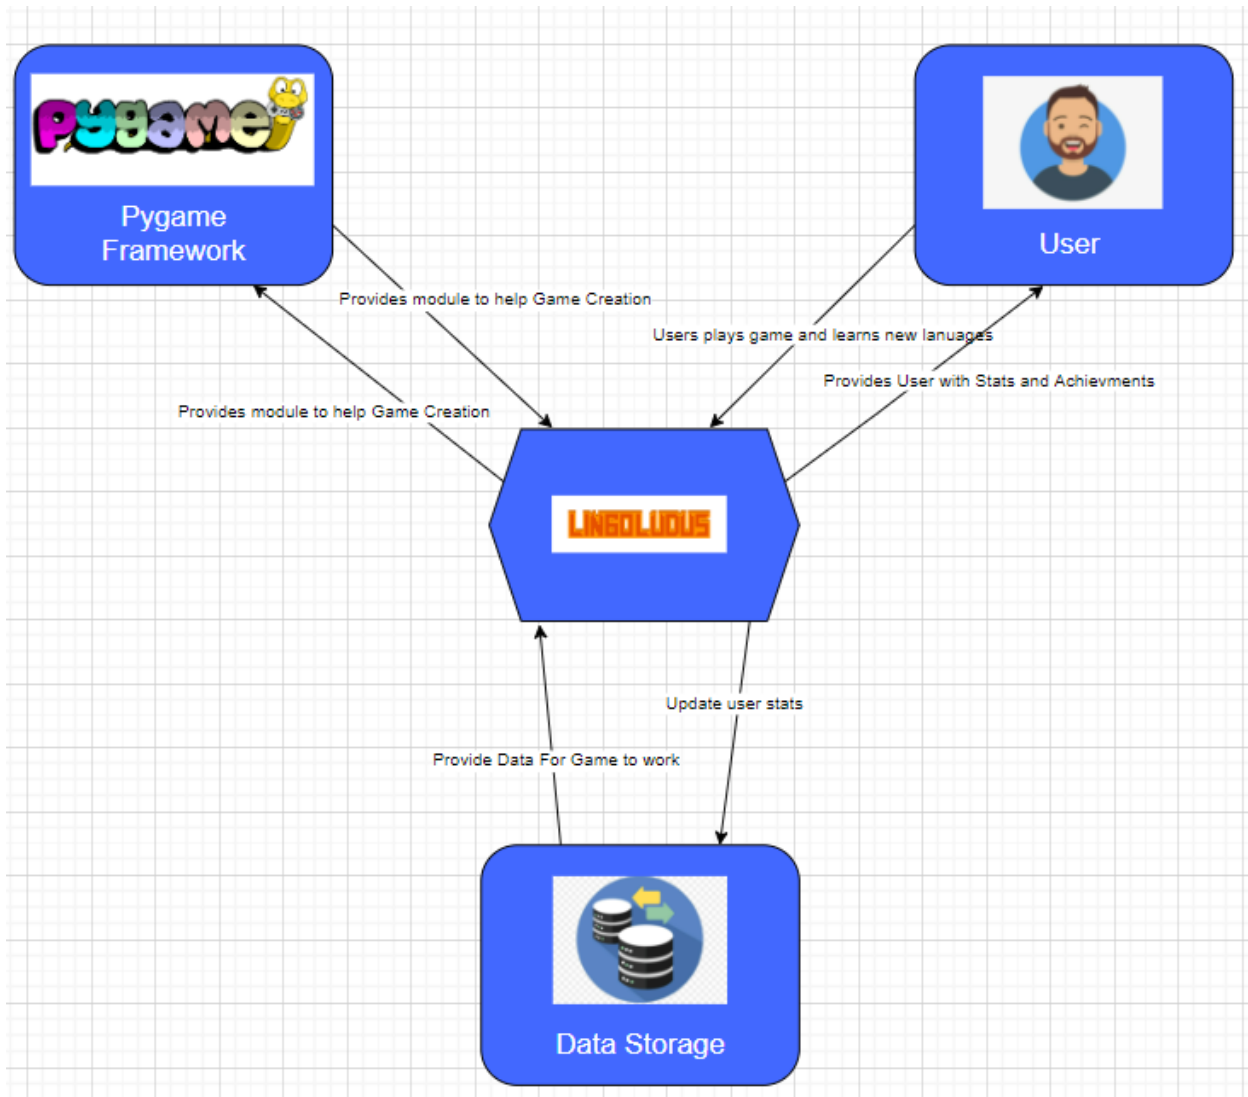 pygame
Pygame
Framework
User
Provides module to help Game Creation
Users plays game and learns new lanuages
Provides User with Stats and Achievments
Provides module to help Game Creation
LINGOLUDUS
Update user stats
Provide Data For Game to work
Data Storage